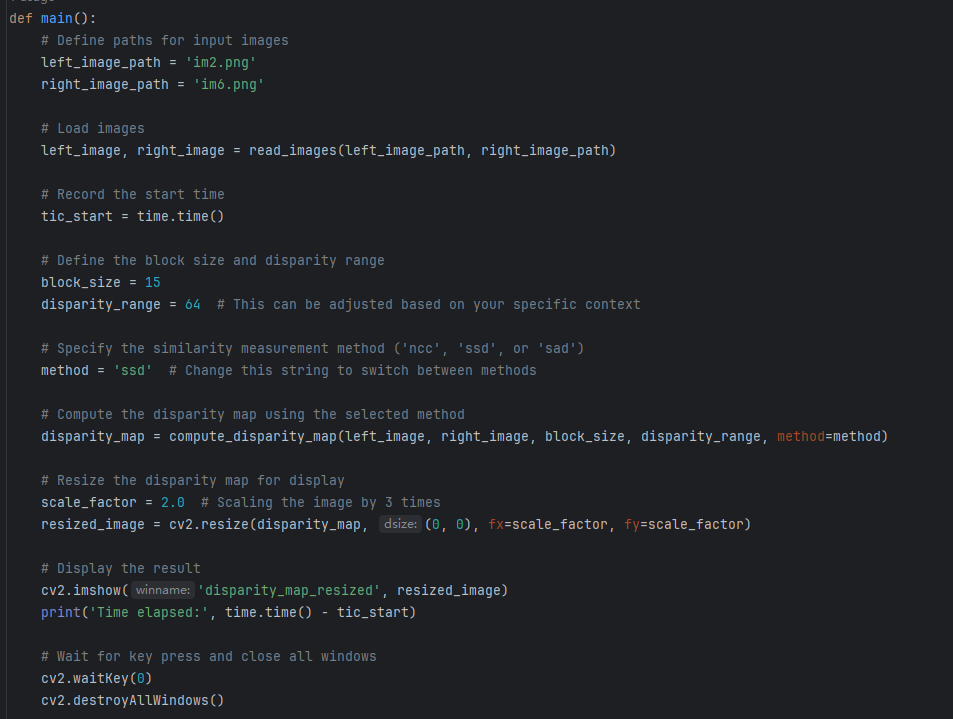 def main():
    # Define paths for input images
    left_image_path = 'im2.png'
    right_image_path = 'im6.png'

    # Load images
    left_image, right_image = read_images(left_image_path, right_image_path)

    # Record the start time
    tic_start = time.time()

    # Define the block size and disparity range
    block_size = 15
    disparity_range = 64  # This can be adjusted based on your specific context

    # Specify the similarity measurement method ('ncc', 'ssd', or 'sad')
    method = 'ssd'  # Change this string to switch between methods

    # Compute the disparity map using the selected method
    disparity_map = compute_disparity_map(left_image, right_image, block_size, disparity_range, method=method)

    # Resize the disparity map for display
    scale_factor = 2.0  # Scaling the image by 3 times
    resized_image = cv2.resize(disparity_map, dsize: (0, 0), fx=scale_factor, fy=scale_factor)

    # Display the result
    cv2.imshow( winname: 'disparity_map_resized', resized_image)
    print('Time elapsed:', time.time() - tic_start)

    # Wait for key press and close all windows
    cv2.waitKey(0)
    cv2.destroyAllWindows()